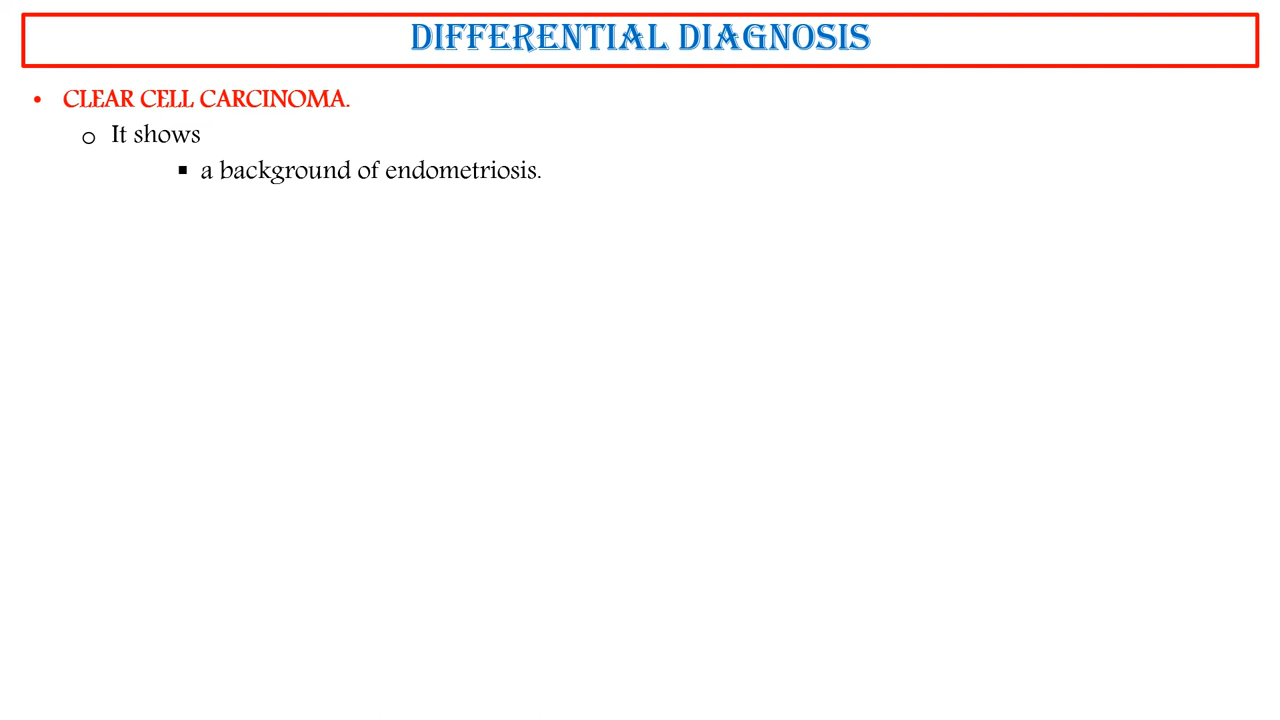 DIFFERENTIAL DIAGNOSIS
• CLEAR CELL CARCINOMA.
o It shows
▪ a background of endometriosis.